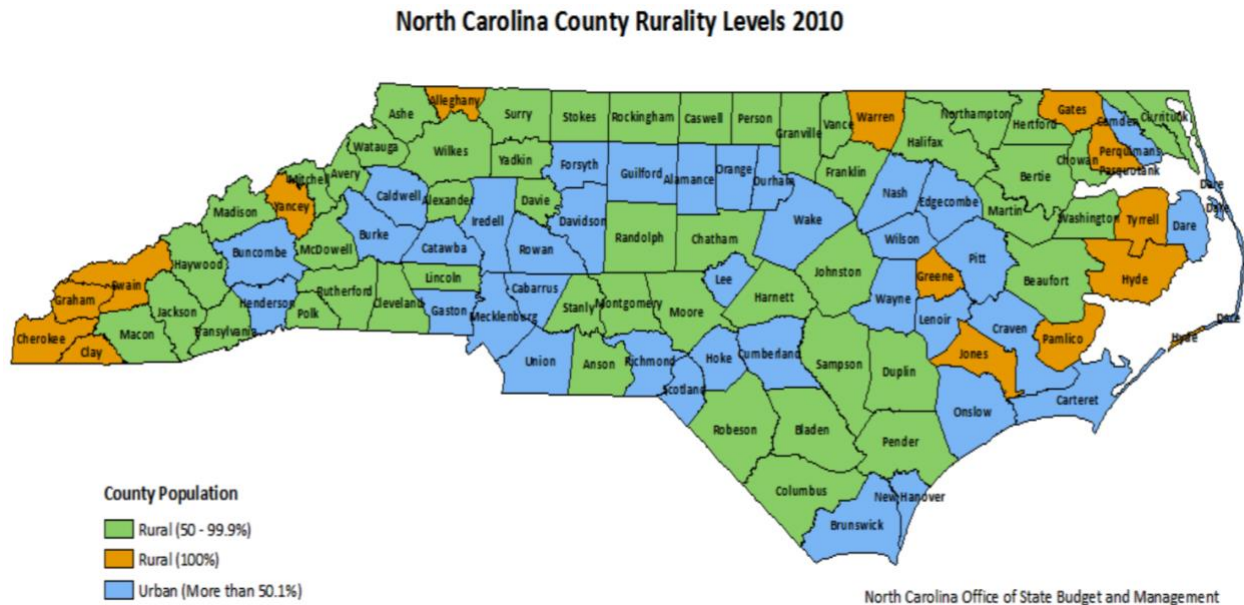 North Carolina County Rurality Levels 2010
Alleghany
Ashe
Surry
Stokes
Rockingham
Caswell
Person
Granville
Vance
Warren
Northampton
Gates
Camden
Currituck
Hertford
Halifax
Watauga
Wilkes
Yadkin
Forsyth
Guilford
Alamance
Orange
Durham
Franklin
Nash
Edgecombe
Bertie
Chowan
Perquimans
Pasquotank
Mitchell
Avery
Caldwell
Alexander
Iredell
Davie
Davidson
Wake
Martin
Washington
Tyrrell
Dare
Dare
Dare
Yancey
Madison
McDowell
Burke
Catawba
Rowan
Randolph
Chatham
Wilson
Pitt
Beaufort
Hyde
Buncombe
Haywood
Lincoln
Lee
Johnston
Greene
Swain
Graham
Jackson
Henderson
Rutherford
Polk
Cleveland
Gaston
Mecklenburg
Cabarrus
Stanly
Montgomery
Moore
Harnett
Wayne
Lenoir
Craven
Pamlico
Hyde
Dare
Cherokee
Clay
Macon
Transylvania
Union
Anson
Richmond
Scotland
Hoke
Cumberland
Sampson
Duplin
Jones
Carteret
Onslow
Robeson
Bladen
Pender
Columbus
New Hanover
Brunswick
County Population
Rural (50 - 99.9%)
Rural (100%)
Urban (More than 50.1%)
North Carolina Office of State Budget and Management